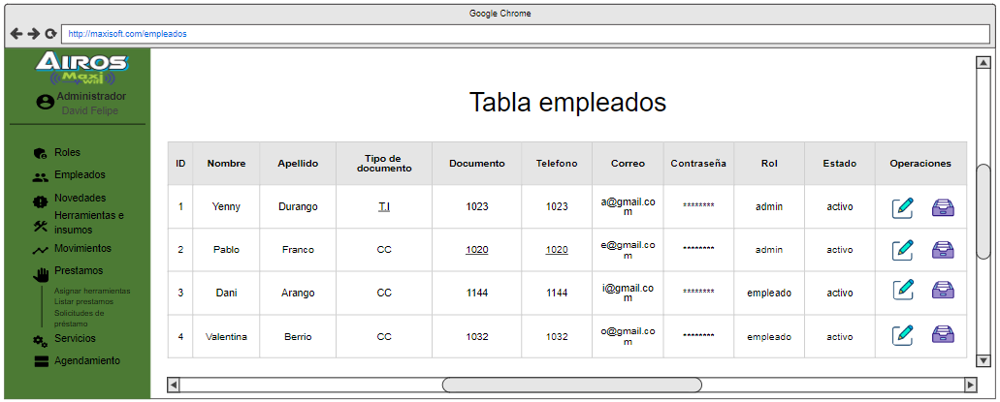 Google Chrome
http://maxisoft.com/empleados
AIROS
Maxi
wifi
Administrador
David Felipe
Roles
Empleados
Novedades
Herramientas e
insumos
Movimientos
Prestamos
Asignar herramientas
Listar prestamos
Solicitudes de
préstamo
Servicios
Agendamiento
Tabla empleados
ID Nombre Apellido Tipo de documento Documento Telefono Correo Contraseña Rol Estado Operaciones
1 Yenny Durango T.I 1023 1023 a@gmail.com ******** admin activo
2 Pablo Franco CC 1020 1020 e@gmail.com ******** admin activo
3 Dani Arango CC 1144 1144 i@gmail.com ******** empleado activo
4 Valentina Berrio CC 1032 1032 o@gmail.com ******** empleado activo